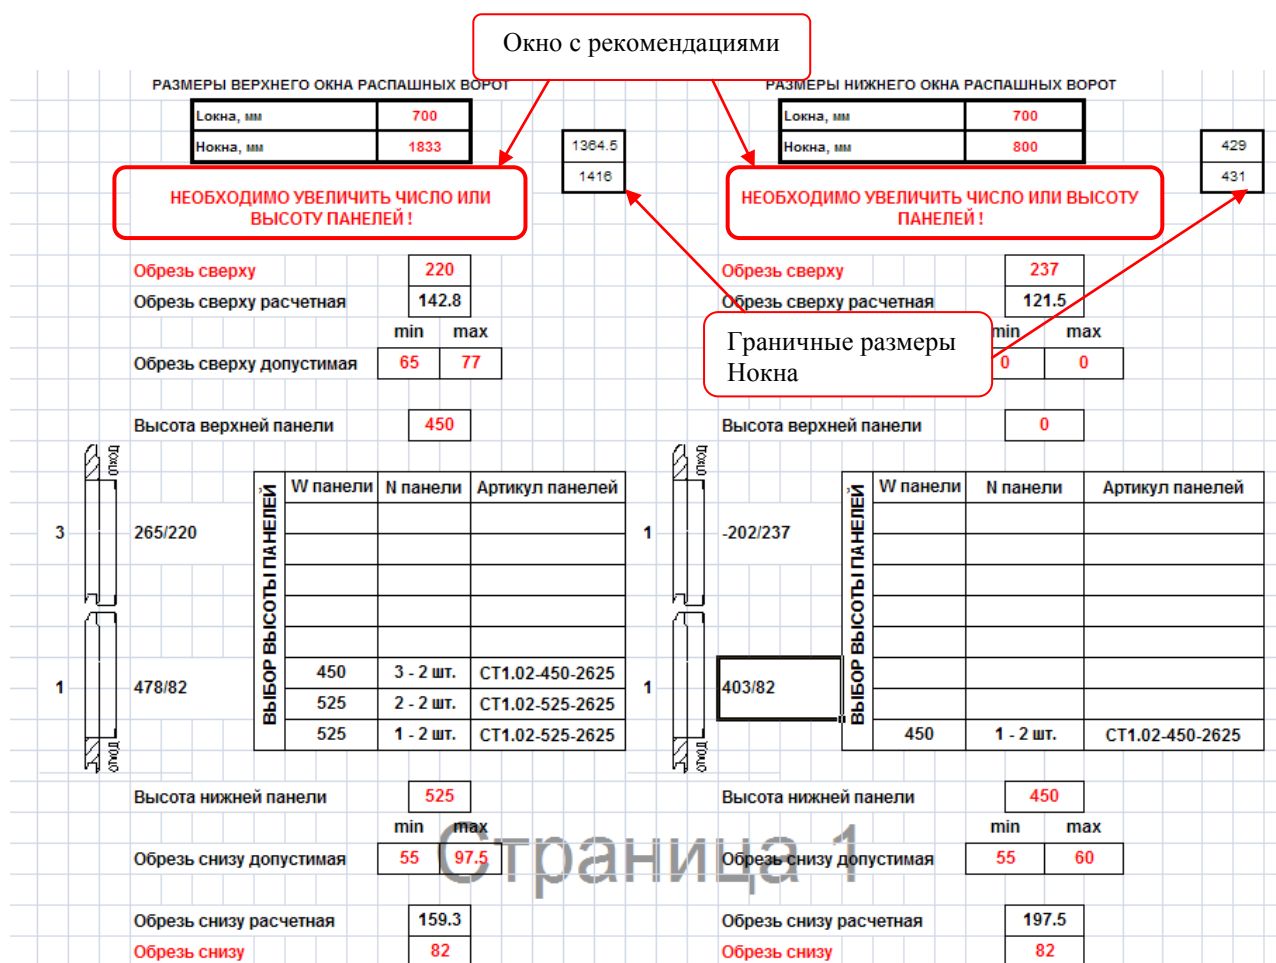 Окно с рекомендациями
РАЗМЕРЫ ВЕРХНЕГО ОКНА РАСПАШНЫХ ВОРОТ
Lокна, мм 700
Нокна, мм 1833
1364.5
1416
НЕОБХОДИМО УВЕЛИЧИТЬ ЧИСЛО ИЛИ
ВЫСОТУ ПАНЕЛЕЙ !
Обрезь сверху 220
Обрезь сверху расчетная 142.8
min max
Обрезь сверху допустимая 65 77
Высота верхней панели 450
отход
ВЫБОР ВЫСОТЫ ПАНЕЛЕЙ
W панели N панели Артикул панелей
3 265/220
1 478/82
450 3 - 2 шт. СТ1.02-450-2625
525 2 - 2 шт. СТ1.02-525-2625
525 1 - 2 шт. СТ1.02-525-2625
отход
Высота нижней панели 525
min max
Обрезь снизу допустимая 55 97.5
Обрезь снизу расчетная 159.3
Обрезь снизу 82
РАЗМЕРЫ НИЖНЕГО ОКНА РАСПАШНЫХ ВОРОТ
Lокна, мм 700
Нокна, мм 800
429
431
НЕОБХОДИМО УВЕЛИЧИТЬ ЧИСЛО ИЛИ ВЫСОТУ
ПАНЕЛЕЙ !
Обрезь сверху 237
Обрезь сверху расчетная 121.5
Граничные размеры
Нокна
min max
0 0
Высота верхней панели 0
отход
ВЫБОР ВЫСОТЫ ПАНЕЛЕЙ
W панели N панели Артикул панелей
1 -202/237
1 403/82
450 1 - 2 шт. СТ1.02-450-2625
отход
Высота нижней панели 450
min max
Обрезь снизу допустимая 55 60
Обрезь снизу расчетная 197.5
Обрезь снизу 82
Страница 1